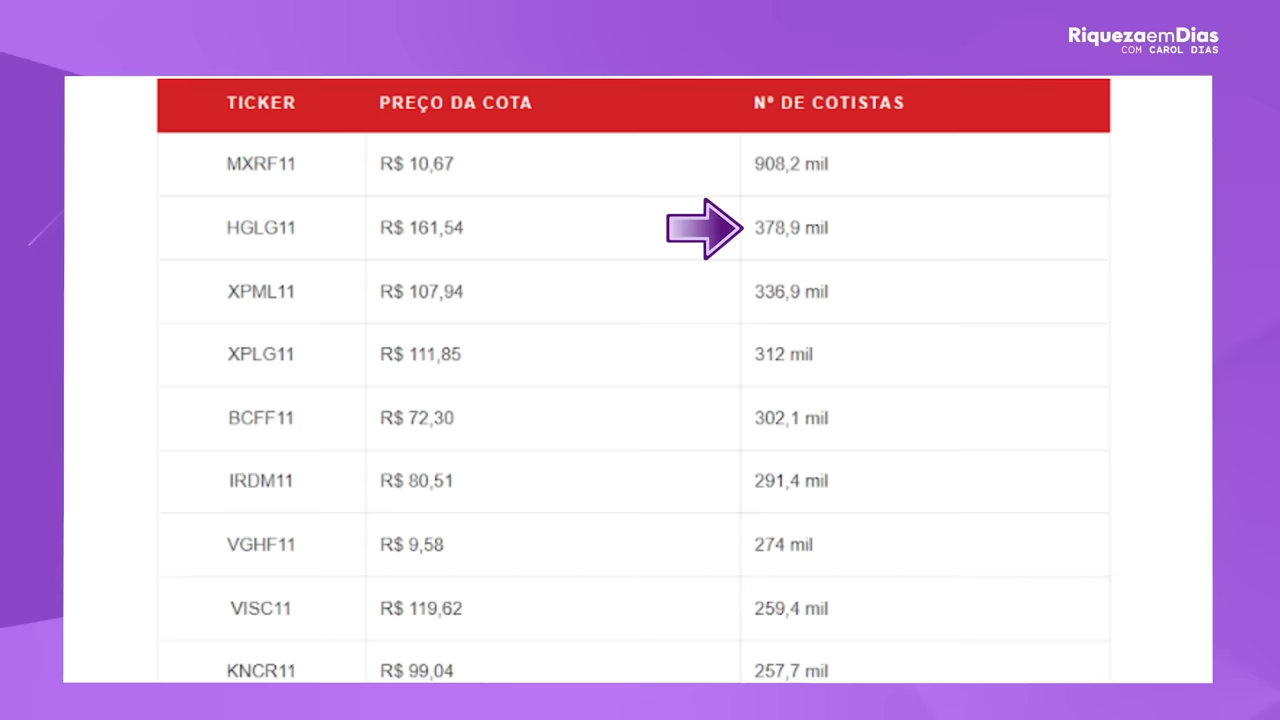 RiquezaemDias
COM CAROL DIAS
TICKER PREÇO DA COTA Nº DE COTISTAS
MXRF11 R$ 10,67 908,2 mil
HGLG11 R$ 161,54 378,9 mil
XPML11 R$ 107,94 336,9 mil
XPLG11 R$ 111,85 312 mil
BCFF11 R$ 72,30 302,1 mil
IRDM11 R$ 80,51 291,4 mil
VGHF11 R$ 9,58 274 mil
VISC11 R$ 119,62 259,4 mil
KNCR11 R$ 99,04 257,7 mil